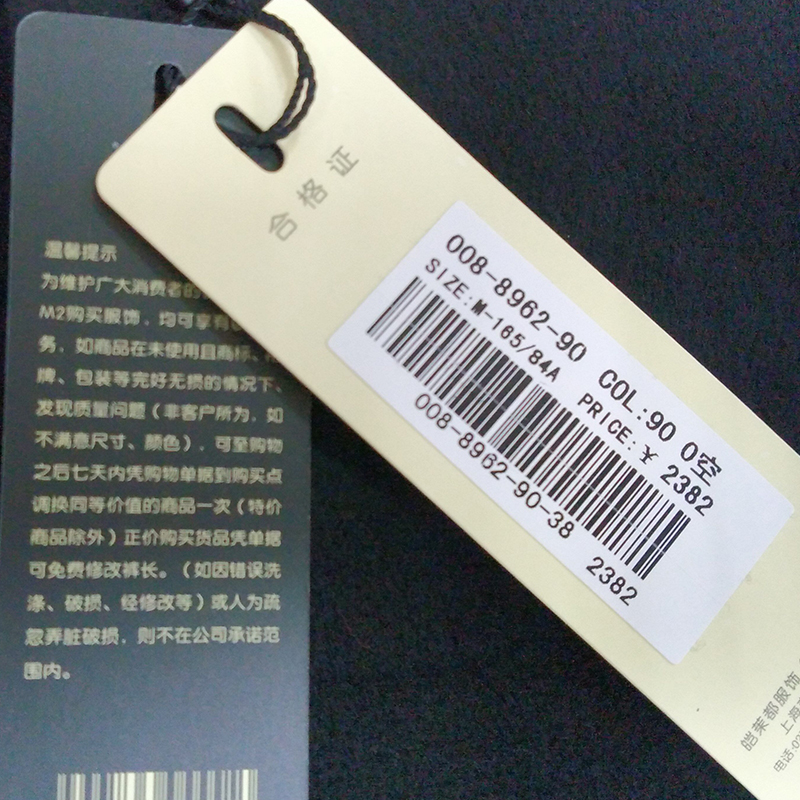 温馨提示
为维护广大消费者的
M2购买服饰，均可享有
务，如商品在未使用且商标、
牌、包装等完好无损的情况下、
发现质量问题（非客户所为，如
不满意尺寸、颜色），可至购物
之后七天内凭购物单据到购买点
调换同等价值的商品一次（特价
商品除外）正价购买货品凭单据
可免费修改裤长。（如因错误洗
涤、破损、经修改等）或人为疏
忽弄脏破损，则不在公司承诺范
围内。
合格证
008-8962-90 COL:90 0空
SIZE:M-165/84A PRICE:¥ 2382
008-8962-90-38 2382
皑茉都服饰
上海
电话:02